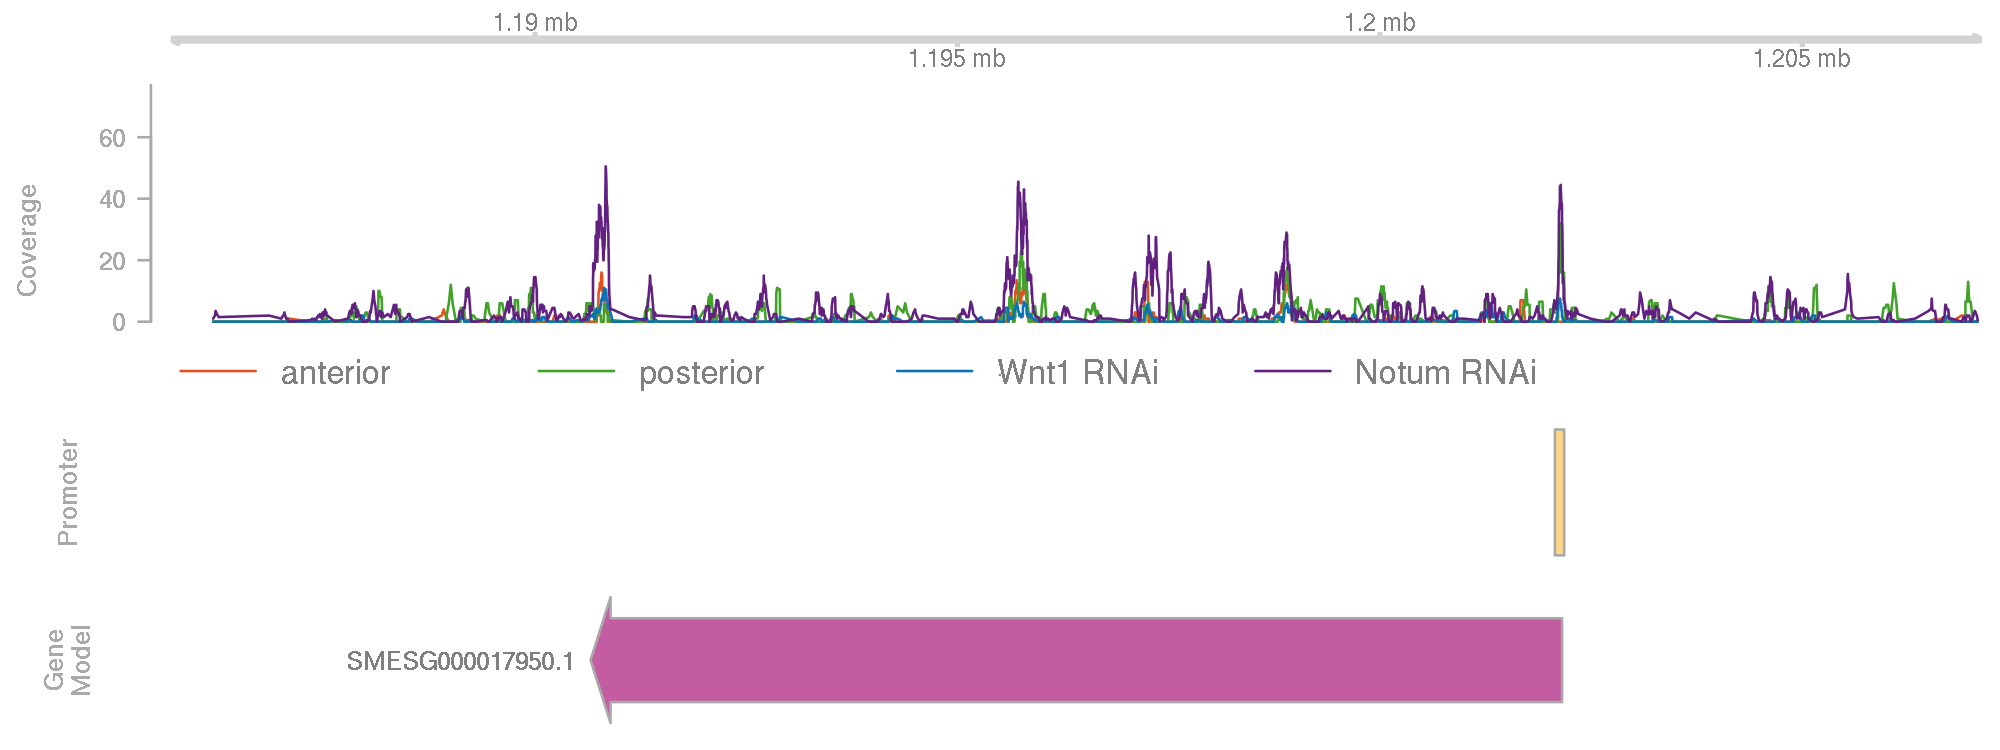 1.19 mb
1.2 mb
1.195 mb
1.205 mb
Coverage
60
40
20
0
anterior
posterior
Wnt1 RNAi
Notum RNAi
Promoter
Gene
Model
SMESG000017950.1